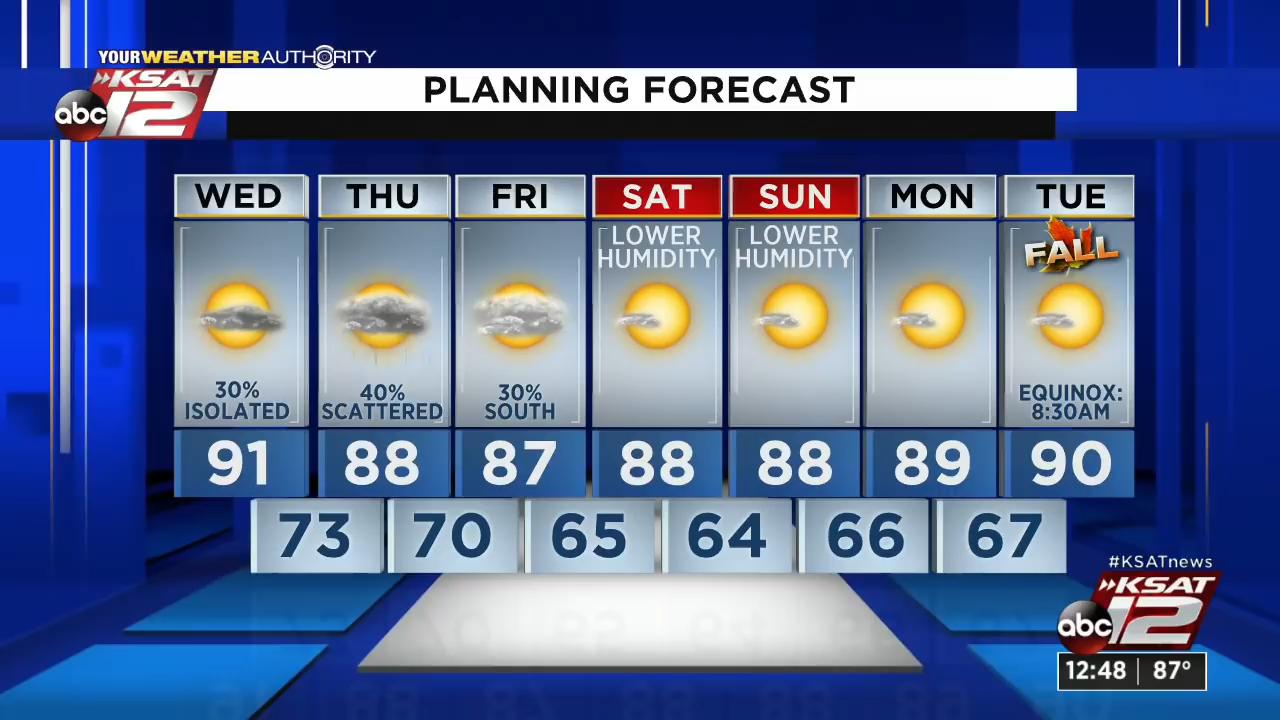 YOURWEATHERAUTHORITY
KSAT
abc 12
PLANNING FORECAST
WED THU FRI SAT SUN MON TUE
LOWER HUMIDITY
LOWER HUMIDITY
FALL
30% ISOLATED
40% SCATTERED
30% SOUTH
EQUINOX: 8:30AM
91 88 87 88 88 89 90
73 70 65 64 66 67
#KSATnews
KSAT
abc 12
12:48 87°